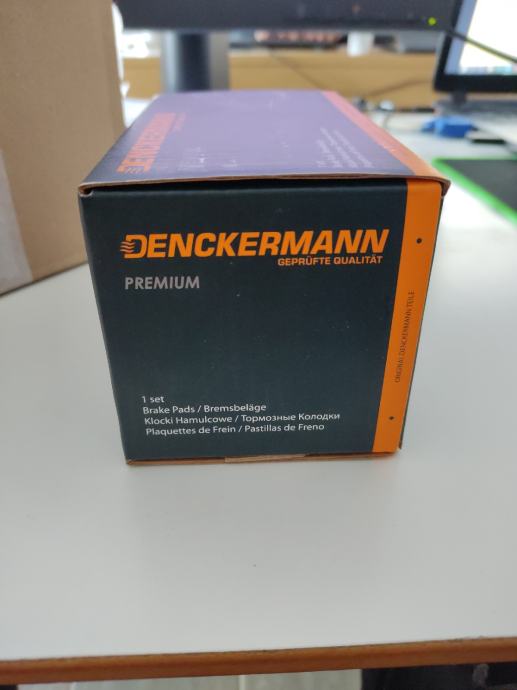 DENCKERMANN
DENCKERMANN
GEPRÜFTE QUALITÄT
PREMIUM
1 set
Brake Pads / Bremsbeläge
Klocki Hamulcowe / Тормозные Колодки
Plaquettes de Frein / Pastillas de Freno
ORIGINAL DENCKERMANN TEILE